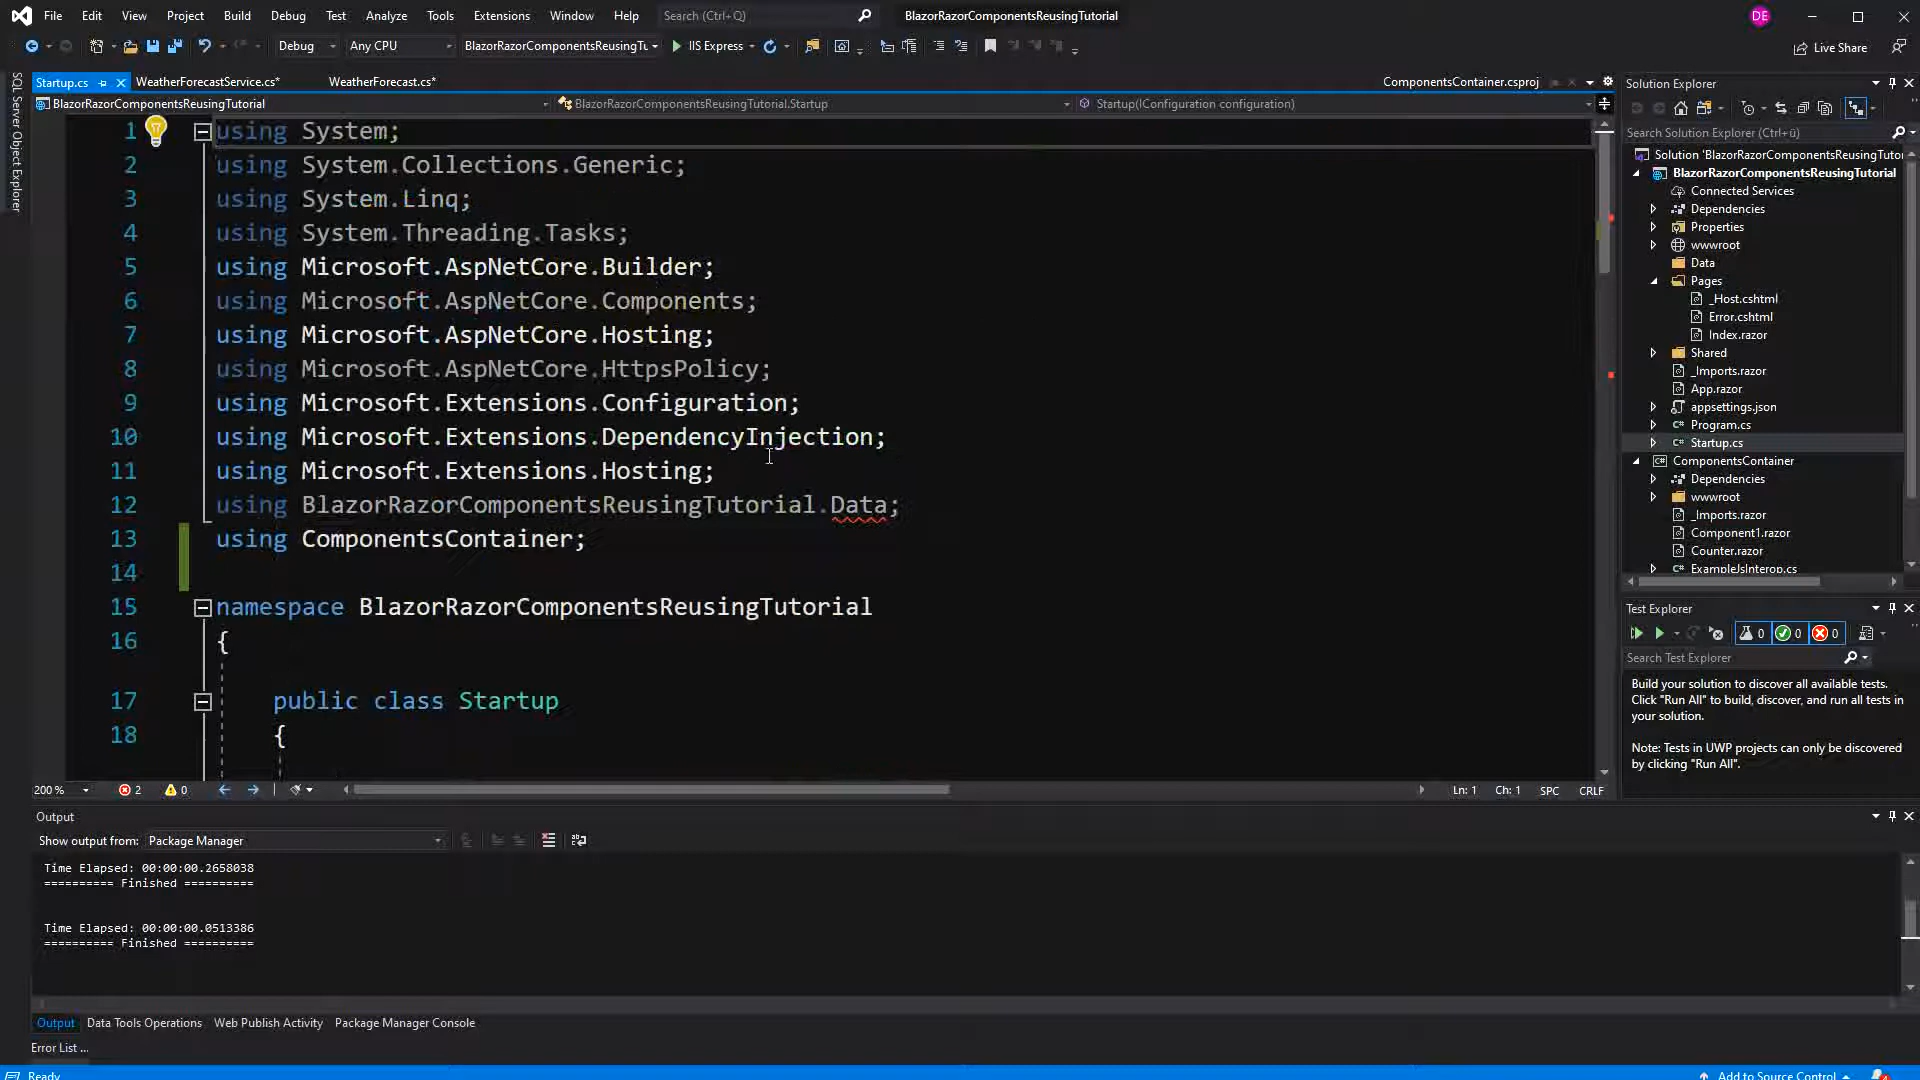 File Edit View Project Build Debug Test Analyze Tools Extensions Window Help Search (Ctrl+Q) BlazorRazorComponentsReusingTutorial DE
Debug Any CPU BlazorRazorComponentsReusingTu IIS Express Live Share
SQL Server Object Explorer
Startup.cs WeatherForecastService.cs* WeatherForecast.cs* ComponentsContainer.csproj
BlazorRazorComponentsReusingTutorial BlazorRazorComponentsReusingTutorial.Startup Startup(IConfiguration configuration)
1 using System;
2 using System.Collections.Generic;
3 using System.Linq;
4 using System.Threading.Tasks;
5 using Microsoft.AspNetCore.Builder;
6 using Microsoft.AspNetCore.Components;
7 using Microsoft.AspNetCore.Hosting;
8 using Microsoft.AspNetCore.HttpsPolicy;
9 using Microsoft.Extensions.Configuration;
10 using Microsoft.Extensions.DependencyInjection;
11 using Microsoft.Extensions.Hosting;
12 using BlazorRazorComponentsReusingTutorial.Data;
13 using ComponentsContainer;
14
15 namespace BlazorRazorComponentsReusingTutorial
16 {
17 public class Startup
18 {
200 % 2 0 Ln: 1 Ch: 1 SPC CRLF
Solution Explorer
Search Solution Explorer (Ctrl+ü)
Solution 'BlazorRazorComponentsReusingTutor
BlazorRazorComponentsReusingTutorial
Connected Services
Dependencies
Properties
wwwroot
Data
Pages
_Host.cshtml
Error.cshtml
Index.razor
Shared
_Imports.razor
App.razor
appsettings.json
C# Program.cs
C# Startup.cs
ComponentsContainer
Dependencies
wwwroot
_Imports.razor
Component1.razor
Counter.razor
C# ExampleJsInterop.cs
Test Explorer
0 0 0
Search Test Explorer
Build your solution to discover all available tests.
Click "Run All" to build, discover, and run all tests in
your solution.
Note: Tests in UWP projects can only be discovered
by clicking "Run All".
Output
Show output from: Package Manager
Time Elapsed: 00:00:00.2658038
========== Finished ==========
Time Elapsed: 00:00:00.0513386
========== Finished ==========
Output Data Tools Operations Web Publish Activity Package Manager Console
Error List ...
Ready Add to Source Control